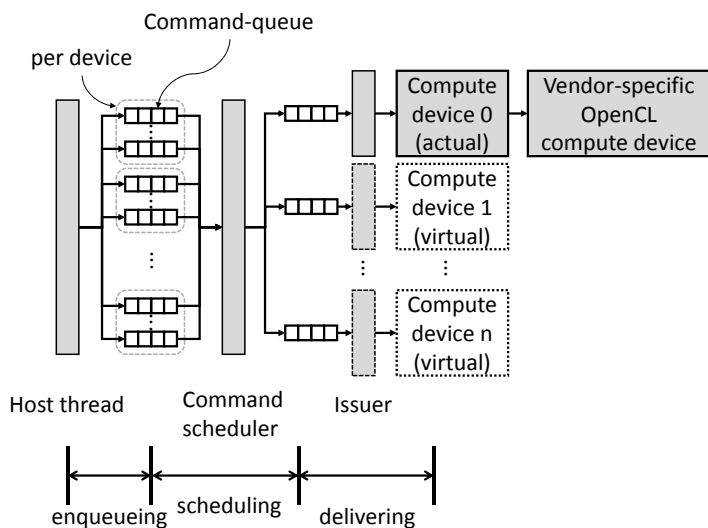 Command-queue
per device
Compute
device 0
(actual)
Vendor-specific
OpenCL
compute device
Compute
device 1
(virtual)
Compute
device n
(virtual)
Host thread
Command
scheduler
Issuer
enqueueing
scheduling
delivering